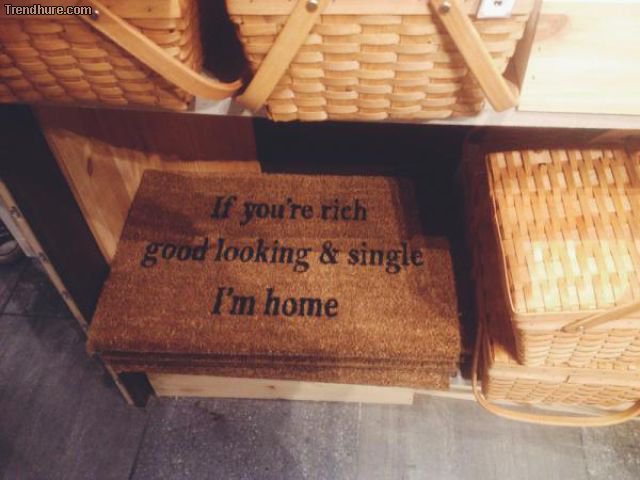 Trendhure.com
If you're rich
good looking & single
I'm home